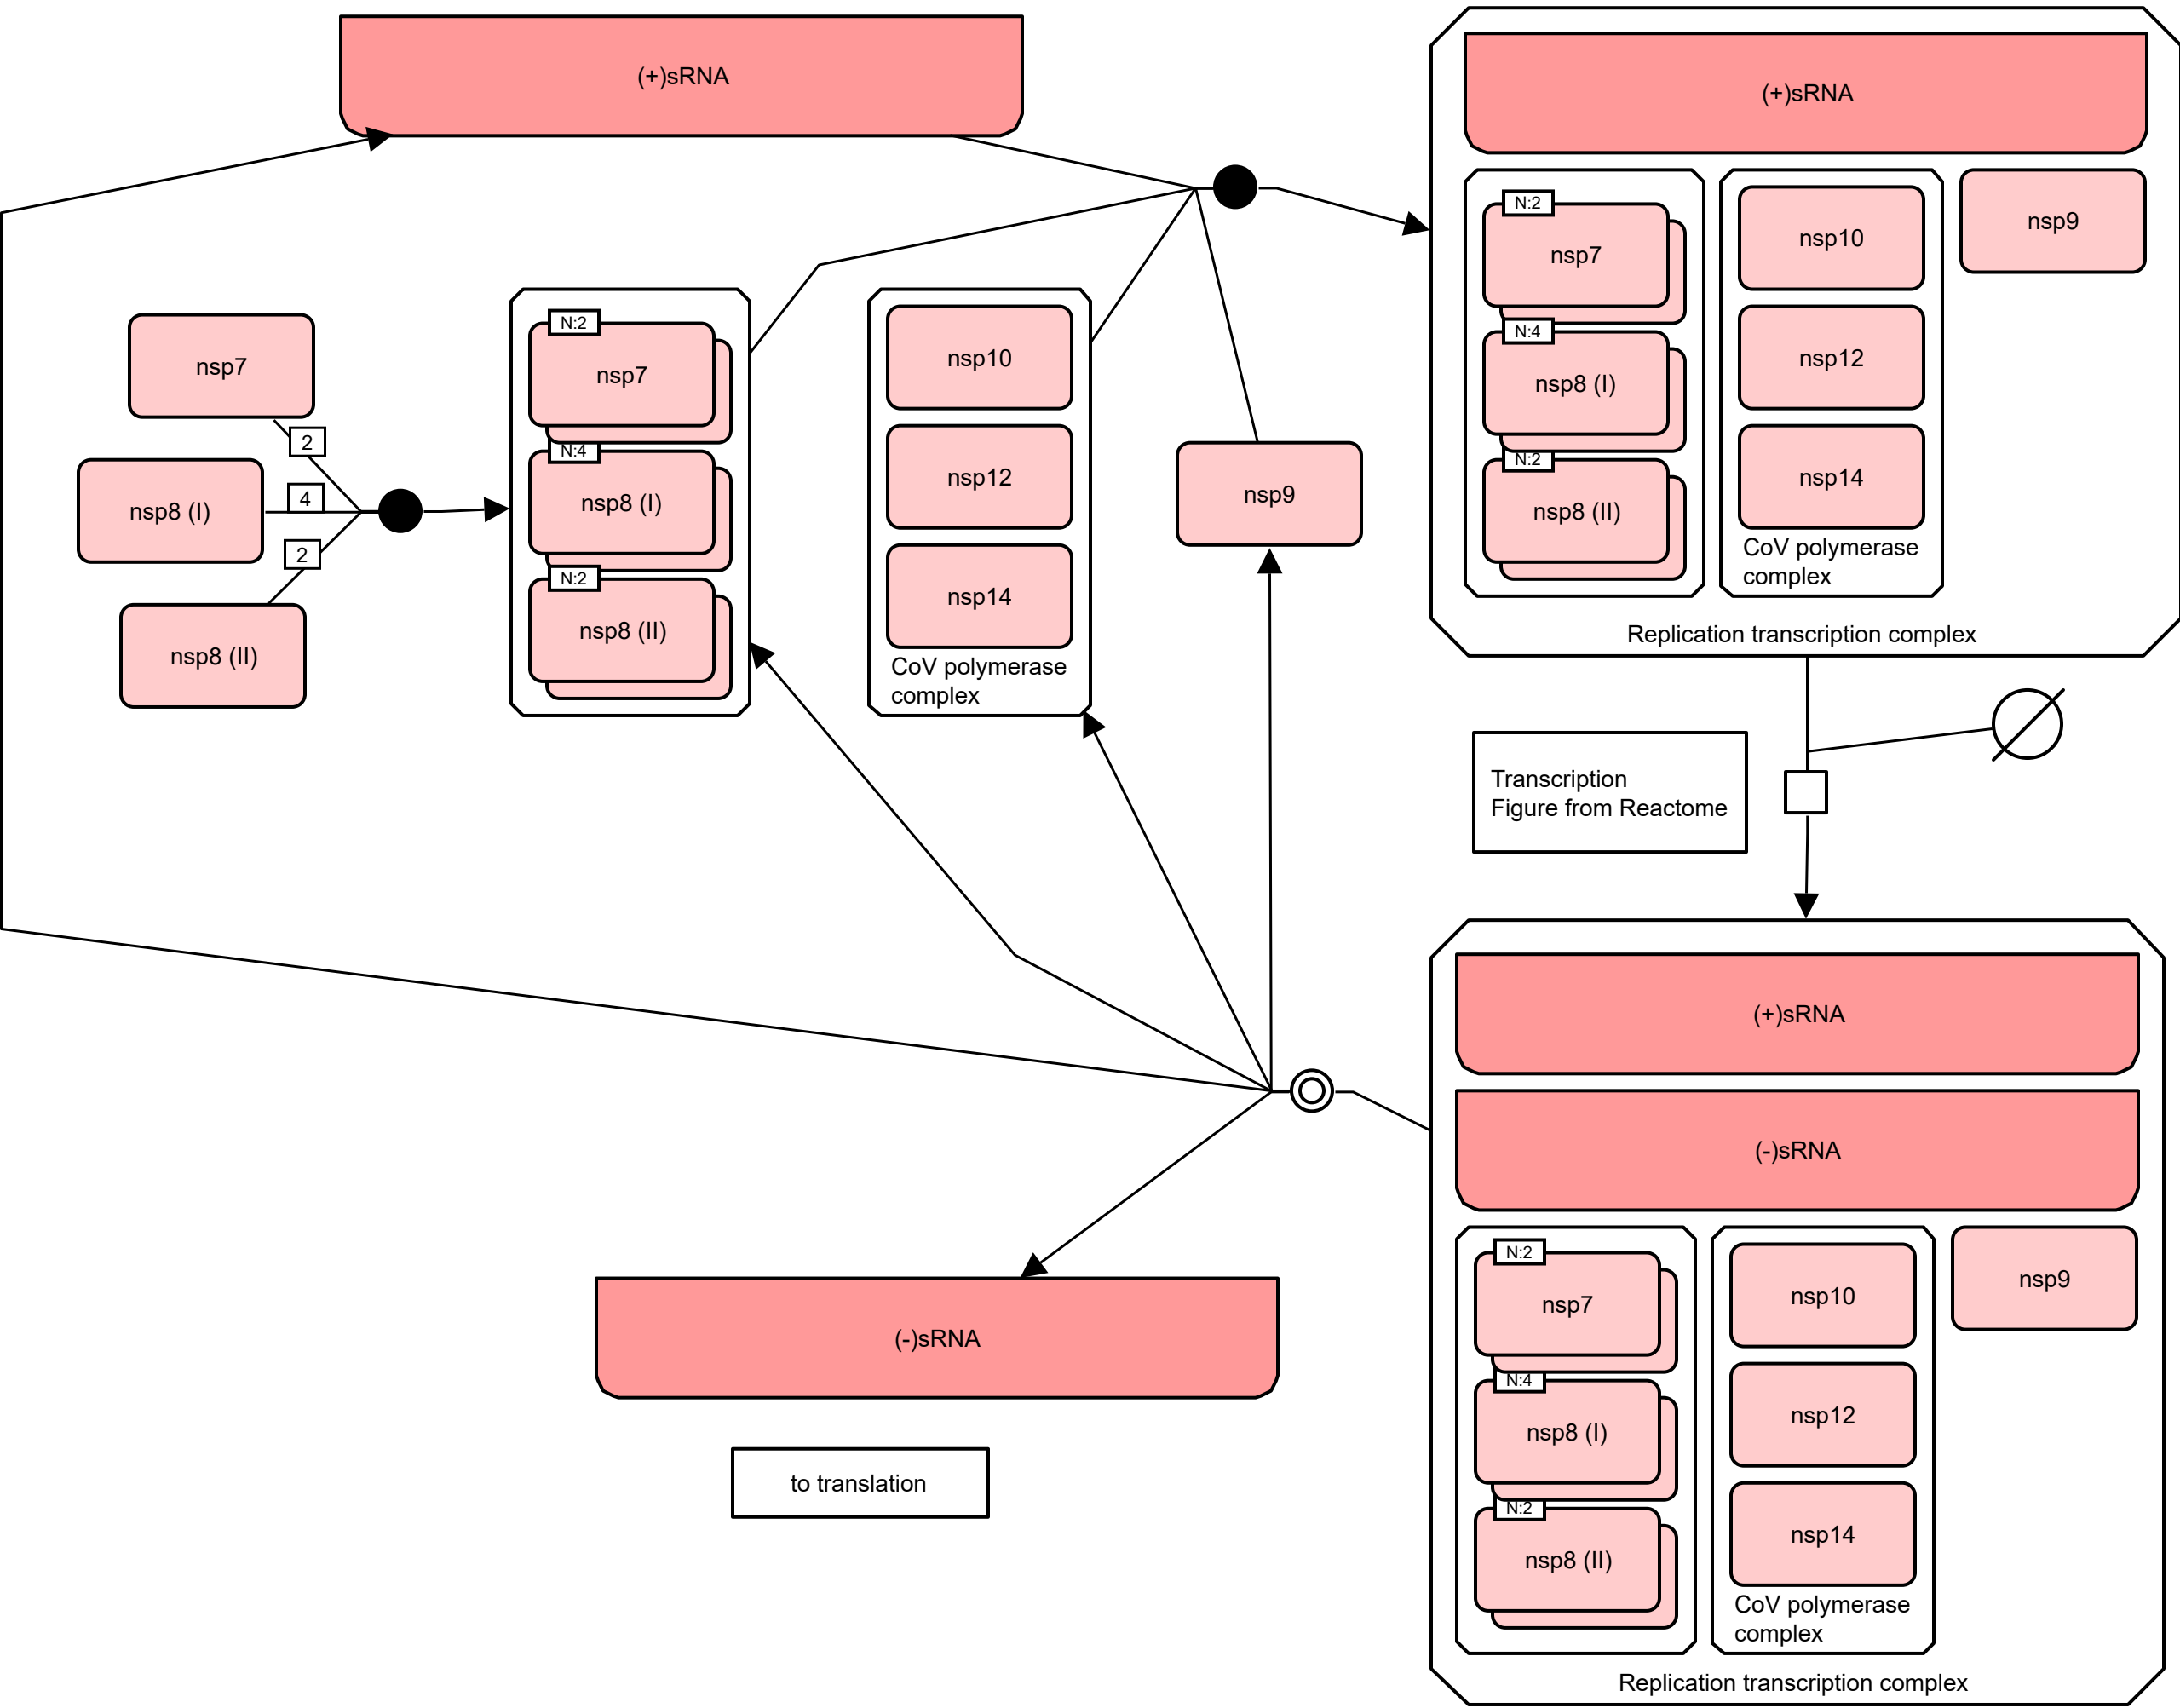 (+)sRNA
(+)sRNA
N:2
nsp7
N:4
nsp8 (I)
N:2
nsp8 (II)
nsp10
nsp12
nsp14
CoV polymerase
complex
nsp9
Replication transcription complex
nsp7
2
nsp8 (I)
4
nsp8 (II)
2
N:2
nsp7
N:4
nsp8 (I)
N:2
nsp8 (II)
nsp10
nsp12
nsp14
CoV polymerase
complex
nsp9
Transcription
Figure from Reactome
(+)sRNA
(-)sRNA
N:2
nsp7
N:4
nsp8 (I)
N:2
nsp8 (II)
nsp10
nsp12
nsp14
CoV polymerase
complex
nsp9
Replication transcription complex
(-)sRNA
to translation